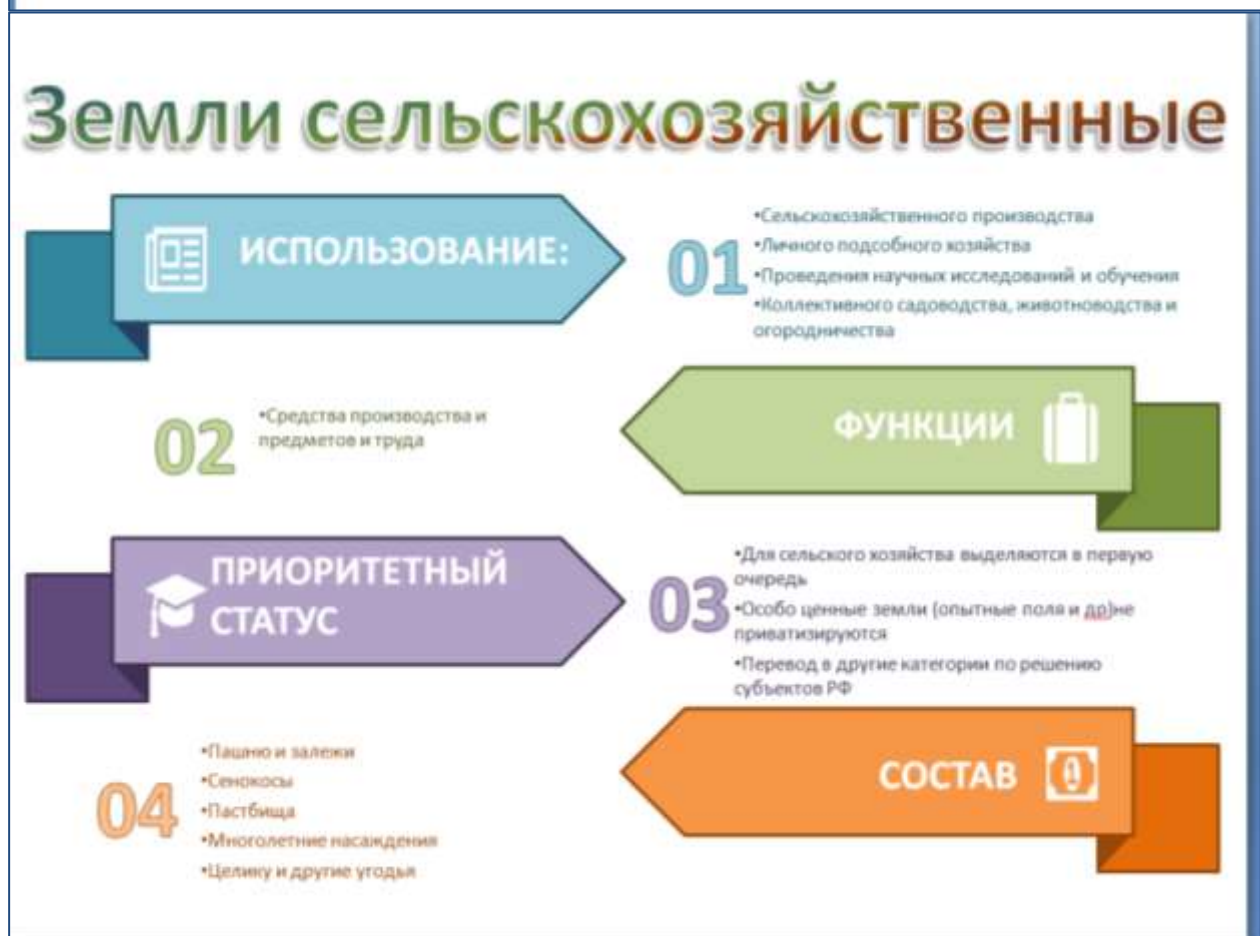 Земли сельскохозяйственные
ИСПОЛЬЗОВАНИЕ:
01
•Сельскохозяйственного производства
•Личного подсобного хозяйства
•Проведения научных исследований и обучения
•Коллективного садоводства, животноводства и
огородничества
ФУНКЦИИ
02
•Средства производства и
предметов и труда
ПРИОРИТЕТНЫЙ
СТАТУС
03
•Для сельского хозяйства выделяются в первую
очередь
•Особо ценные земли (опытные поля и др)не
приватизируются
•Перевод в другие категории по решению
субъектов РФ
СОСТАВ
04
•Пашню и залежи
•Сенокосы
•Пастбища
•Многолетние насаждения
•Целику и другие угодья